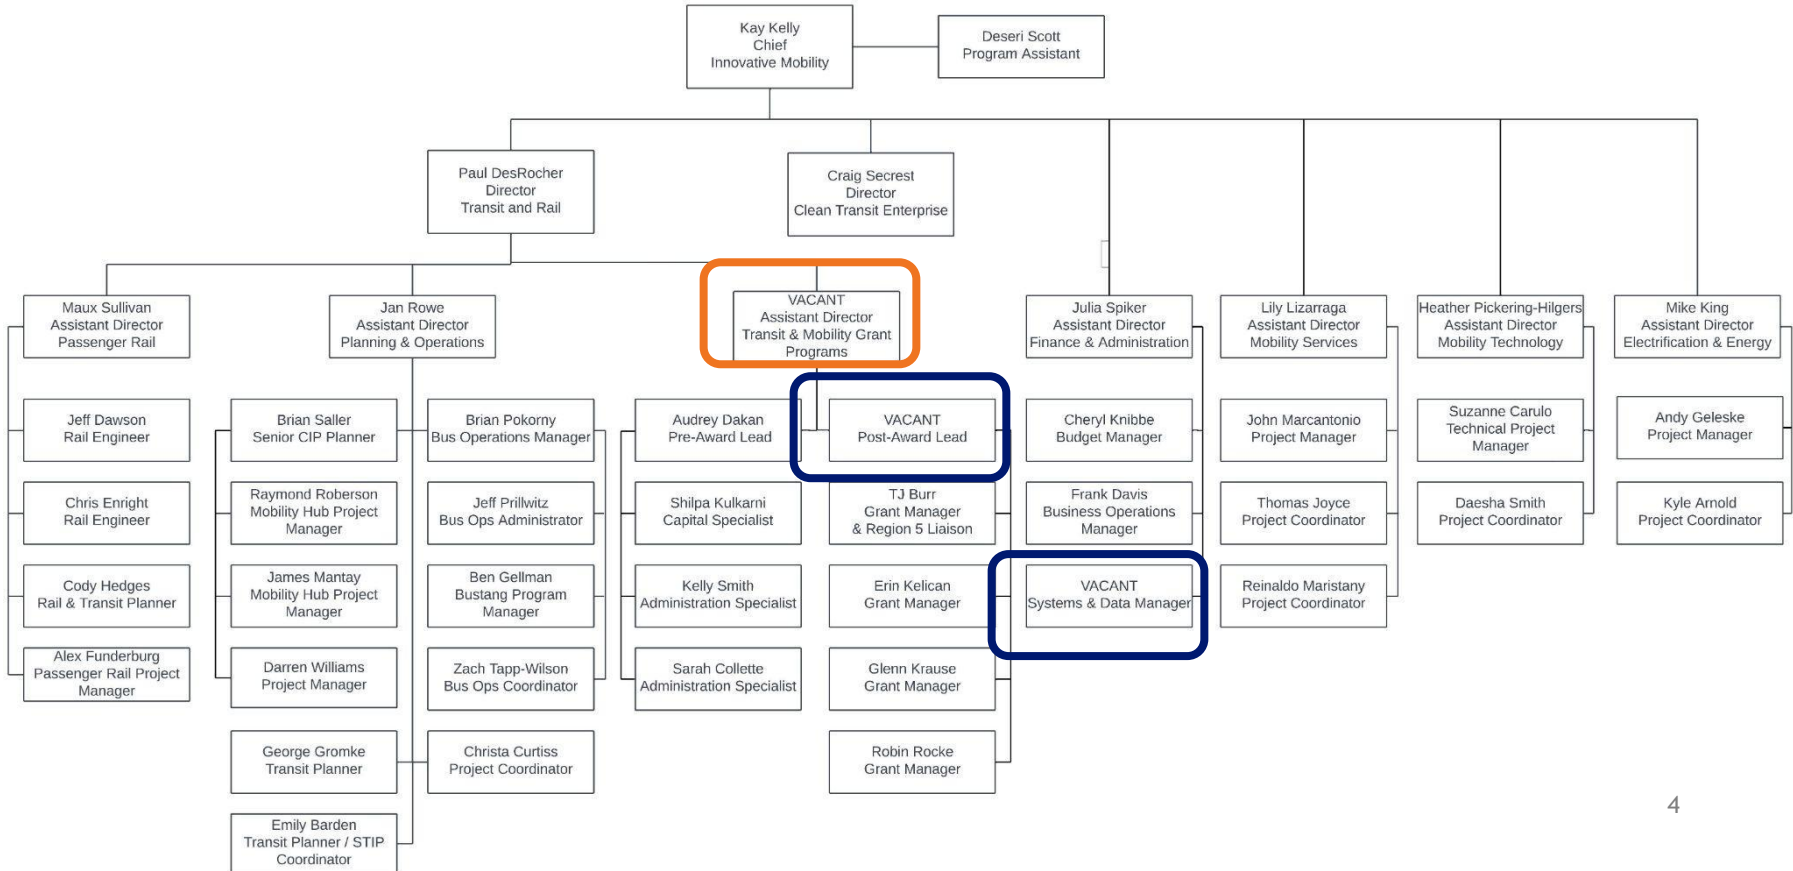 Kay Kelly
Chief
Innovative Mobility
Deseri Scott
Program Assistant
Paul DesRocher
Director
Transit and Rail
Craig Secrest
Director
Clean Transit Enterprise
Maux Sullivan
Assistant Director
Passenger Rail
Jan Rowe
Assistant Director
Planning & Operations
VACANT
Assistant Director
Transit & Mobility Grant
Programs
Julia Spiker
Assistant Director
Finance & Administration
Lily Lizarraga
Assistant Director
Mobility Services
Heather Pickering-Hilgers
Assistant Director
Mobility Technology
Mike King
Assistant Director
Electrification & Energy
Jeff Dawson
Rail Engineer
Brian Saller
Senior CIP Planner
Brian Pokorny
Bus Operations Manager
Audrey Dakan
Pre-Award Lead
VACANT
Post-Award Lead
Cheryl Knibbe
Budget Manager
John Marcantonio
Project Manager
Suzanne Carulo
Technical Project
Manager
Andy Geleske
Project Manager
Chris Enright
Rail Engineer
Raymond Roberson
Mobility Hub Project
Manager
Jeff Prillwitz
Bus Ops Administrator
Shilpa Kulkarni
Capital Specialist
TJ Burr
Grant Manager
& Region 5 Liaison
Frank Davis
Business Operations
Manager
Thomas Joyce
Project Coordinator
Daesha Smith
Project Coordinator
Kyle Arnold
Project Coordinator
Cody Hedges
Rail & Transit Planner
James Mantay
Mobility Hub Project
Manager
Ben Gellman
Bustang Program
Manager
Kelly Smith
Administration Specialist
Erin Kelican
Grant Manager
VACANT
Systems & Data Manager
Reinaldo Maristany
Project Coordinator
Alex Funderburg
Passenger Rail Project
Manager
Darren Williams
Project Manager
Zach Tapp-Wilson
Bus Ops Coordinator
Sarah Collette
Administration Specialist
Glenn Krause
Grant Manager
George Gromke
Transit Planner
Christa Curtiss
Project Coordinator
Robin Rocke
Grant Manager
Emily Barden
Transit Planner / STIP
Coordinator
4